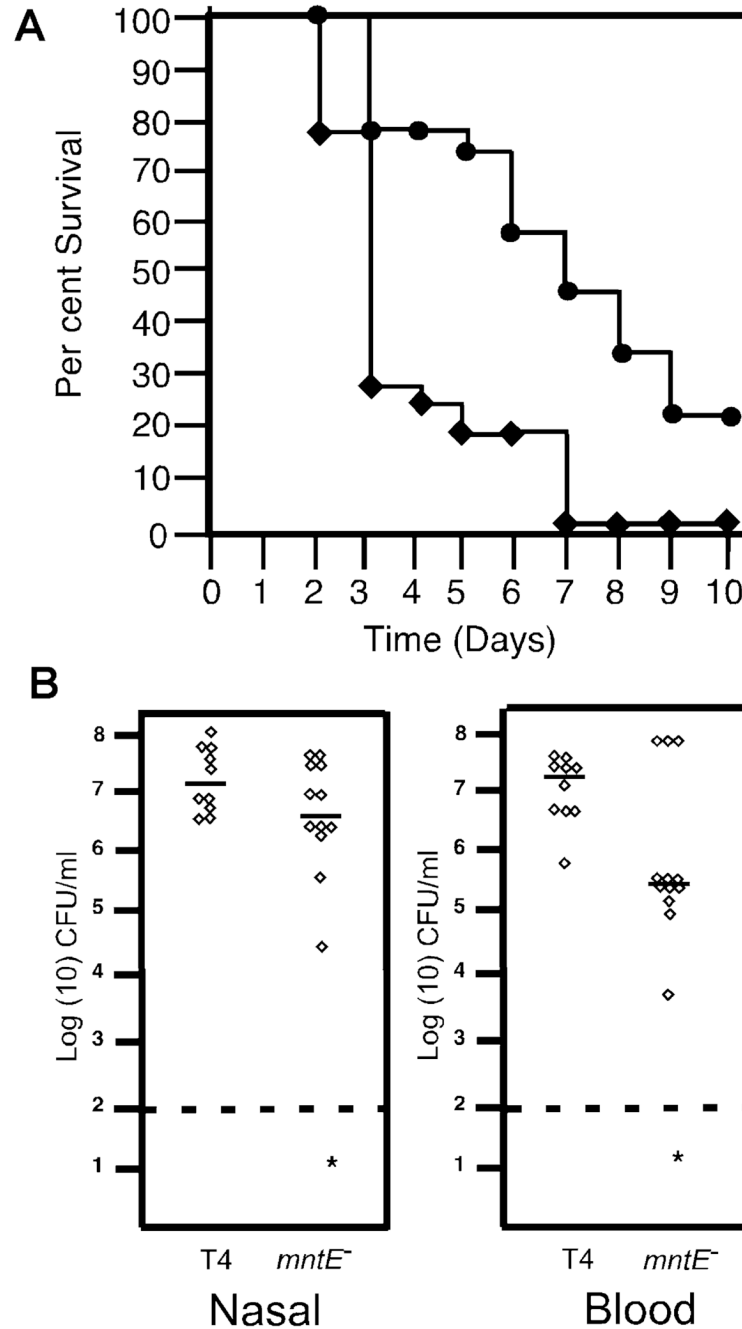 A
Per cent Survival
100
90
80
70
60
50
40
30
20
10
0
0 1 2 3 4 5 6 7 8 9 10
Time (Days)
B
Log (10) CFU/ml
8
7
6
5
4
3
2
1
*
T4 mntE-
Nasal
Log (10) CFU/ml
8
7
6
5
4
3
2
1
*
T4 mntE-
Blood